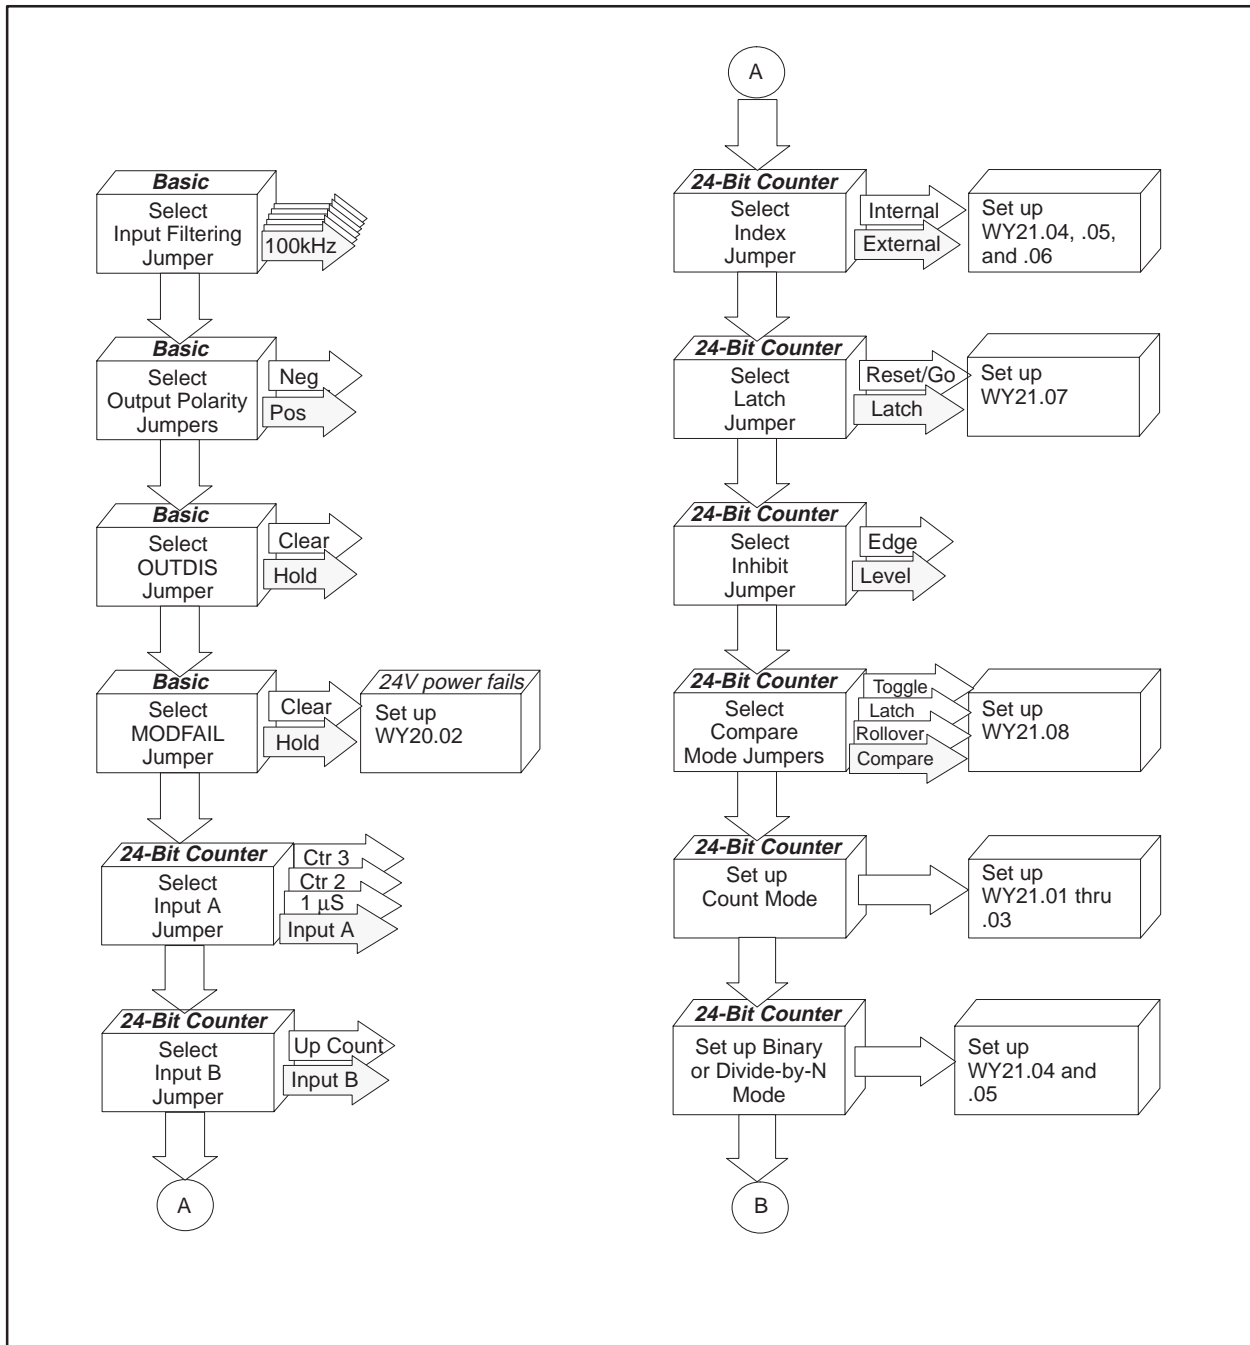 Basic
Select
Input Filtering
Jumper
100kHz
Basic
Select
Output Polarity
Jumpers
Neg
Pos
Basic
Select
OUTDIS
Jumper
Clear
Hold
Basic
Select
MODFAIL
Jumper
Clear
Hold
24V power fails
Set up
WY20.02
24-Bit Counter
Select
Input A
Jumper
Ctr 3
Ctr 2
1 µS
Input A
24-Bit Counter
Select
Input B
Jumper
Up Count
Input B
A
A
24-Bit Counter
Select
Index
Jumper
Internal
External
Set up
WY21.04, .05,
and .06
24-Bit Counter
Select
Latch
Jumper
Reset/Go
Latch
Set up
WY21.07
24-Bit Counter
Select
Inhibit
Jumper
Edge
Level
24-Bit Counter
Select
Compare
Mode Jumpers
Toggle
Latch
Rollover
Compare
Set up
WY21.08
24-Bit Counter
Set up
Count Mode
Set up
WY21.01 thru
.03
24-Bit Counter
Set up Binary
or Divide-by-N
Mode
Set up
WY21.04 and
.05
B